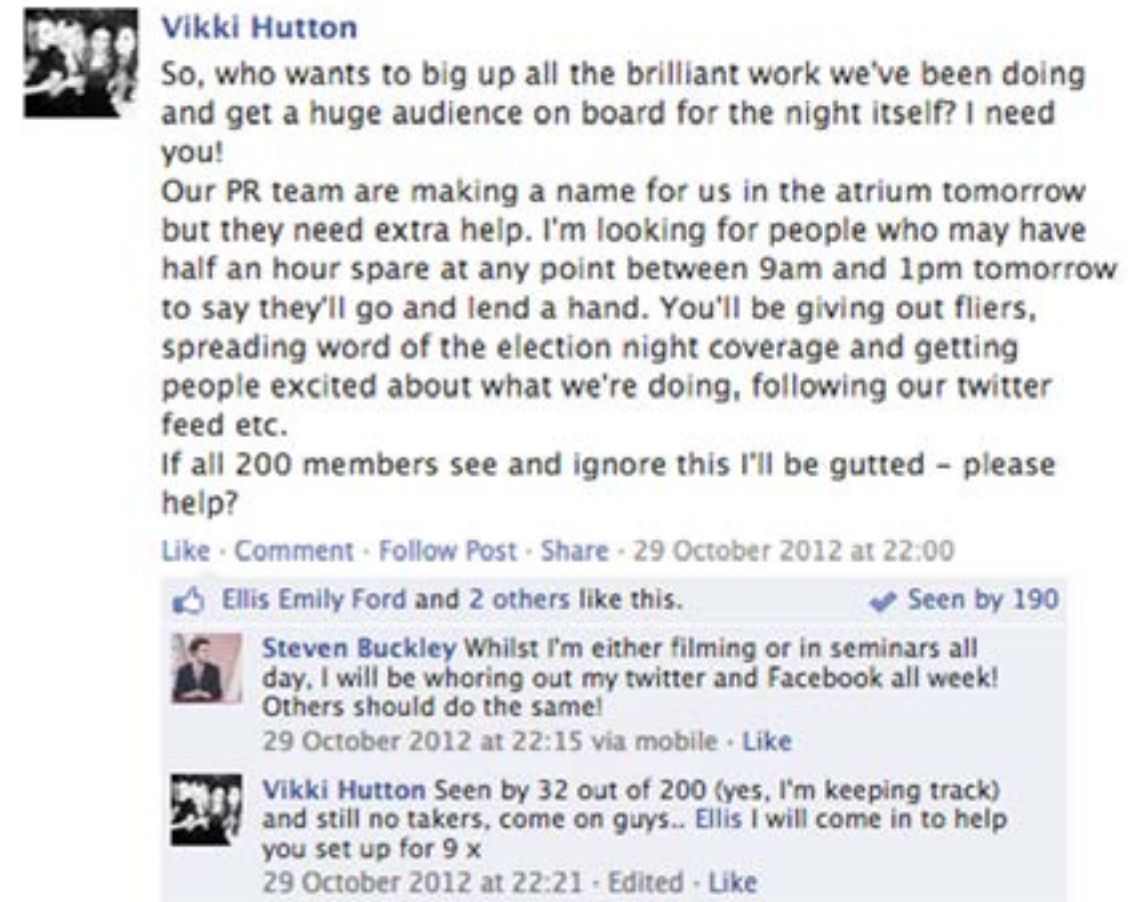 Vikki Hutton
So, who wants to big up all the brilliant work we've been doing
and get a huge audience on board for the night itself? I need
you!
Our PR team are making a name for us in the atrium tomorrow
but they need extra help. I'm looking for people who may have
half an hour spare at any point between 9am and 1pm tomorrow
to say they'll go and lend a hand. You'll be giving out fliers,
spreading word of the election night coverage and getting
people excited about what we're doing, following our twitter
feed etc.
If all 200 members see and ignore this I'll be gutted – please
help?
Like · Comment · Follow Post · Share · 29 October 2012 at 22:00
Ellis Emily Ford and 2 others like this. Seen by 190
Steven Buckley Whilst I'm either filming or in seminars all
day, I will be whoring out my twitter and Facebook all week!
Others should do the same!
29 October 2012 at 22:15 via mobile · Like
Vikki Hutton Seen by 32 out of 200 (yes, I'm keeping track)
and still no takers, come on guys.. Ellis I will come in to help
you set up for 9 x
29 October 2012 at 22:21 · Edited · Like